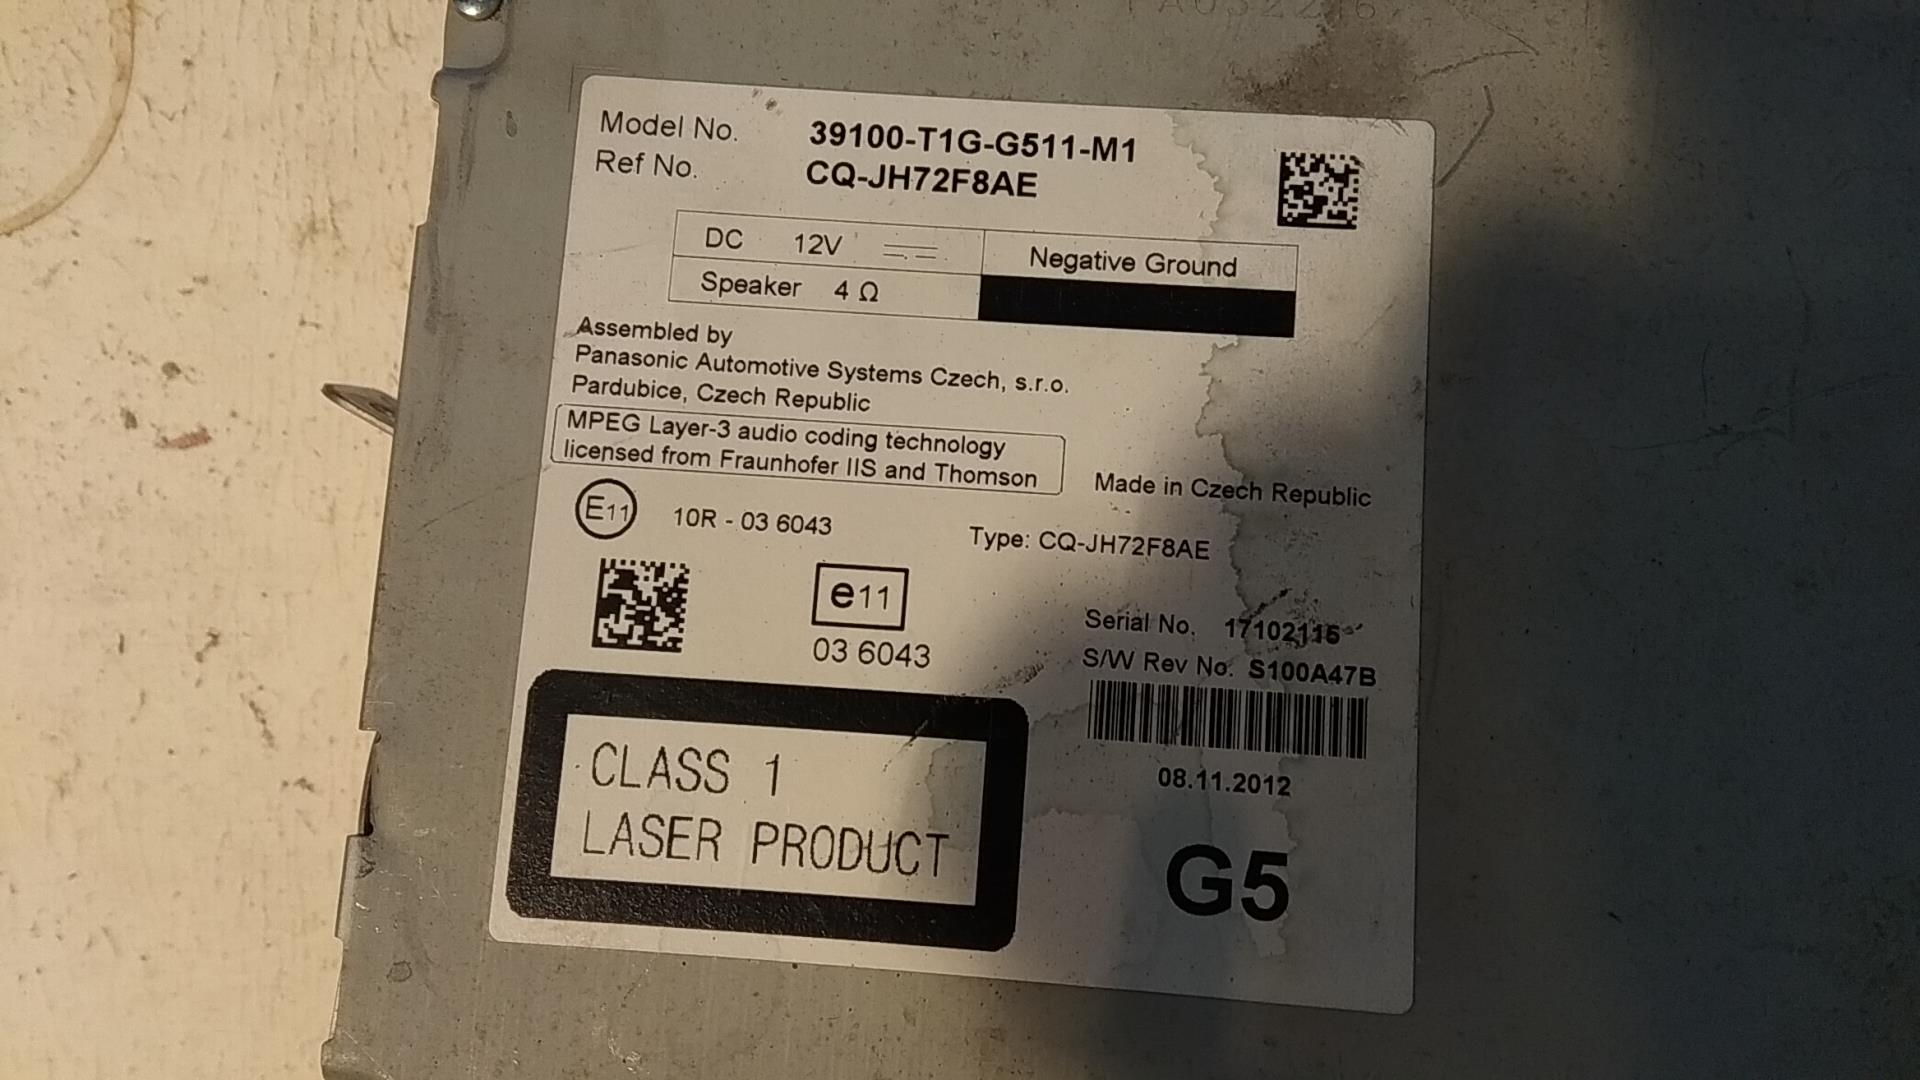 Model No. 39100-T1G-G511-M1
Ref No. CQ-JH72F8AE
DC 12V Negative Ground
Speaker 4 Ω
Assembled by
Panasonic Automotive Systems Czech, s.r.o.
Pardubice, Czech Republic
MPEG Layer-3 audio coding technology
licensed from Fraunhofer IIS and Thomson
Made in Czech Republic
E11 10R - 03 6043
Type: CQ-JH72F8AE
e11
03 6043
Serial No. 17102115
S/W Rev No. S100A47B
08.11.2012
CLASS 1
LASER PRODUCT
G5